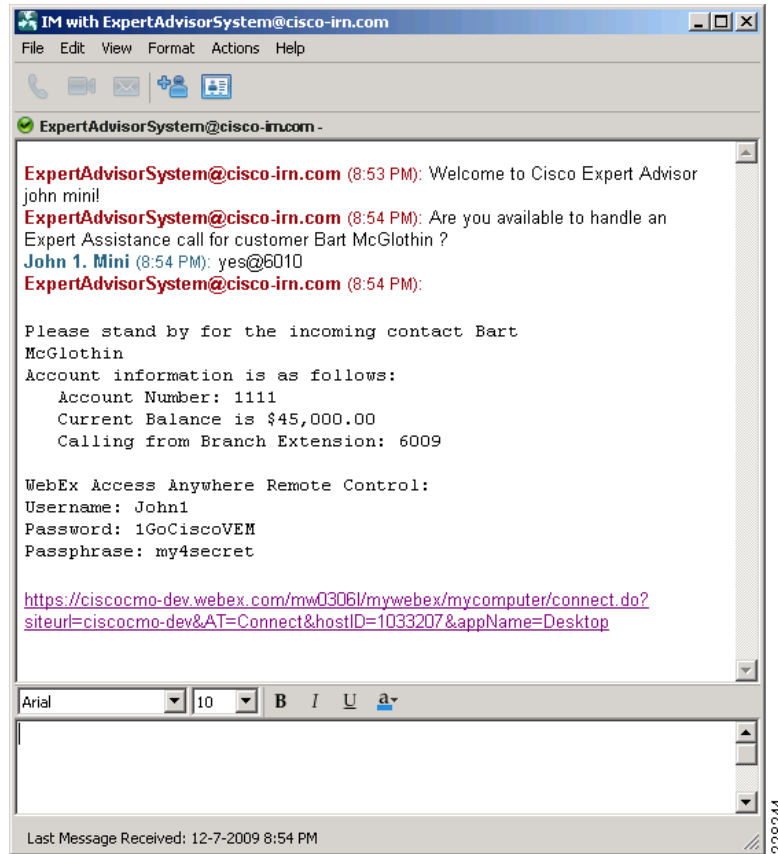 IM with ExpertAdvisorSystem@cisco-irn.com
File Edit View Format Actions Help
ExpertAdvisorSystem@cisco-im.com -
ExpertAdvisorSystem@cisco-irn.com (8:53 PM): Welcome to Cisco Expert Advisor
john mini!
ExpertAdvisorSystem@cisco-irn.com (8:54 PM): Are you available to handle an
Expert Assistance call for customer Bart McGlothin ?
John 1. Mini (8:54 PM): yes@6010
ExpertAdvisorSystem@cisco-irn.com (8:54 PM):
Please stand by for the incoming contact Bart
McGlothin
Account information is as follows:
Account Number: 1111
Current Balance is $45,000.00
Calling from Branch Extension: 6009
WebEx Access Anywhere Remote Control:
Username: John1
Password: 1GoCiscoVEM
Passphrase: my4secret
https://ciscocmo-dev.webex.com/mw0306l/mywebex/mycomputer/connect.do?
siteurl=ciscocmo-dev&AT=Connect&hostID=1033207&appName=Desktop
Arial 10 B I U a
Last Message Received: 12-7-2009 8:54 PM
228244